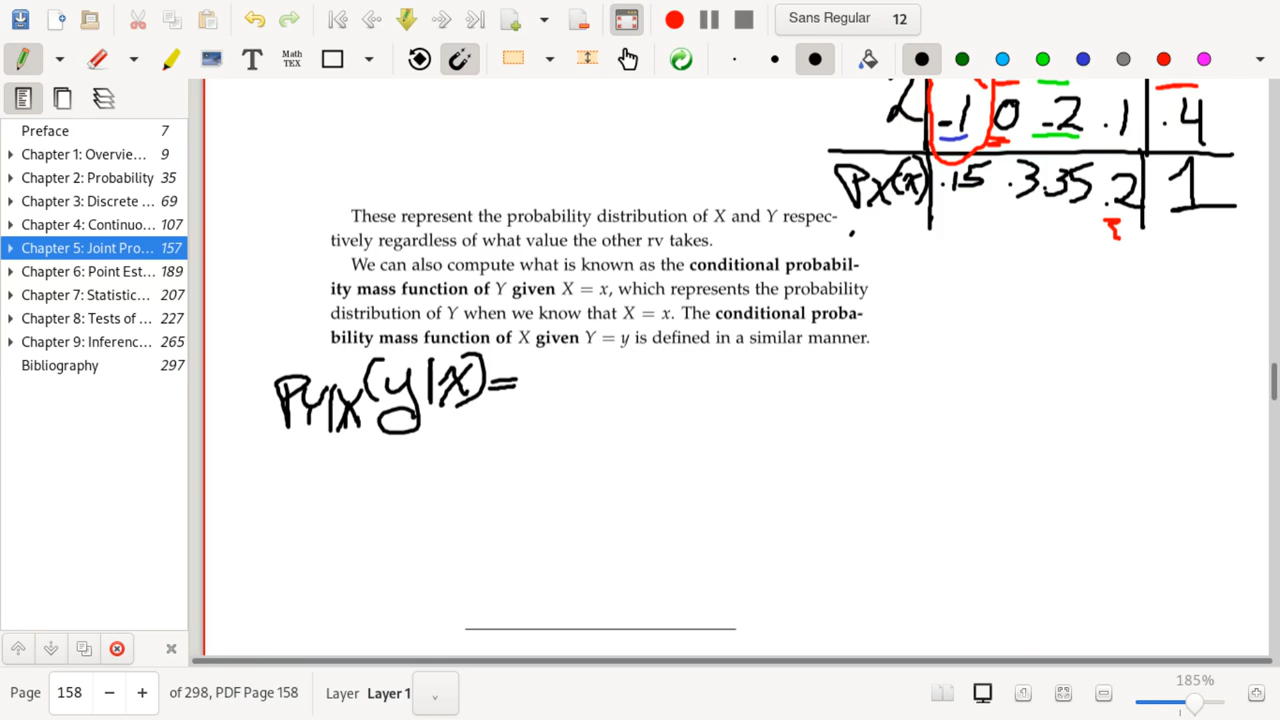 Sans Regular 12
T Math TEX
Preface 7
Chapter 1: Overvie... 9
Chapter 2: Probability 35
Chapter 3: Discrete ... 69
Chapter 4: Continuo... 107
Chapter 5: Joint Pro... 157
Chapter 6: Point Est... 189
Chapter 7: Statistic... 207
Chapter 8: Tests of ... 227
Chapter 9: Inferenc... 265
Bibliography 297
2 .1 0 .2 .1 .4
PX(x) .15 .3 .35 .2 1
These represent the probability distribution of X and Y respec-
tively regardless of what value the other rv takes.
We can also compute what is known as the conditional probabil-
ity mass function of Y given X = x, which represents the probability
distribution of Y when we know that X = x. The conditional proba-
bility mass function of X given Y = y is defined in a similar manner.
PY|X(y|x)=
Page 158 − + of 298, PDF Page 158 Layer Layer 1 185%